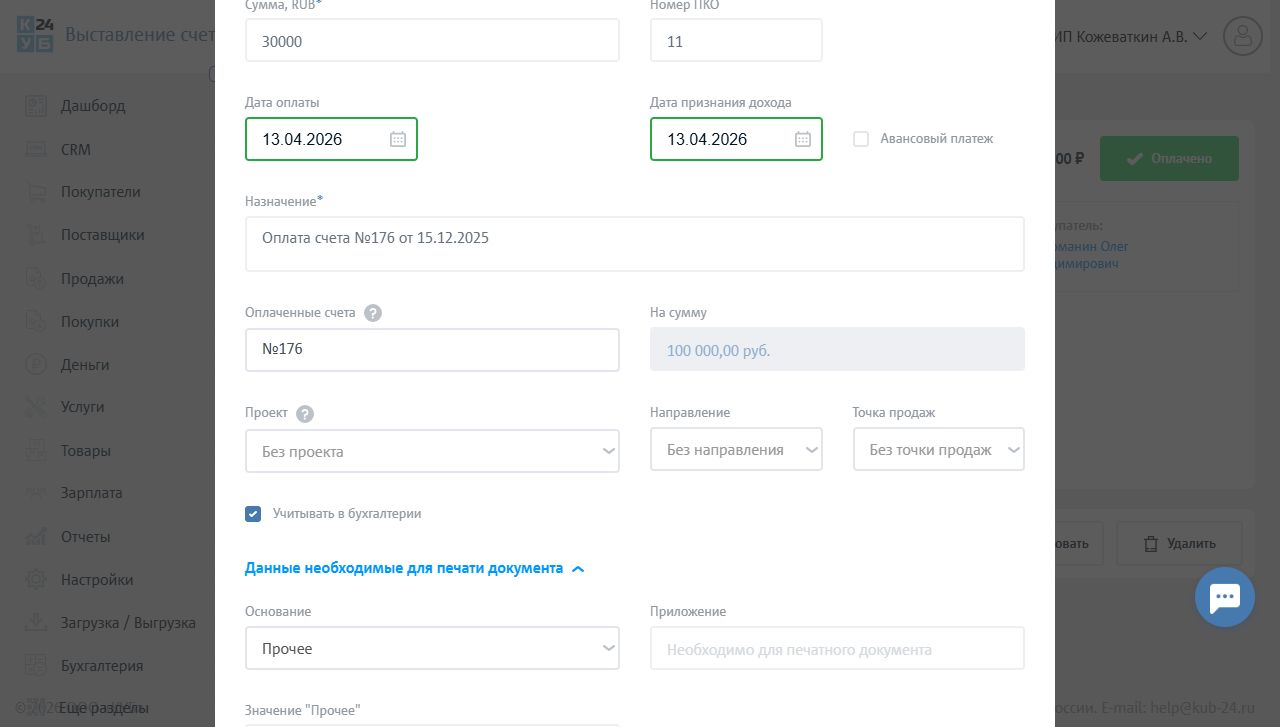 Сумма, RUB*
Номер ПКО
К 24
УБ
Выставление счет
30000
11
ИП Кожеваткин А.В.
Дашборд
Дата оплаты
Дата признания дохода
13.04.2026
13.04.2026
Авансовый платеж
CRM
00 ₽
Оплачено
Покупатели
Назначение*
Поставщики
Оплата счета №176 от 15.12.2025
упатель:
оманин Олег
димирович
Продажи
Оплаченные счета ?
На сумму
Покупки
№176
100 000,00 руб.
Деньги
Услуги
Проект ?
Направление
Точка продаж
Товары
Без проекта
Без направления
Без точки продаж
Зарплата
Учитывать в бухгалтерии
Отчеты
овать
Удалить
Данные необходимые для печати документа
Настройки
Основание
Приложение
Загрузка / Выгрузка
Прочее
Необходимо для печатного документа
Бухгалтерия
Еще разделы
Значение "Прочее"
оссии. E-mail: help@kub-24.ru